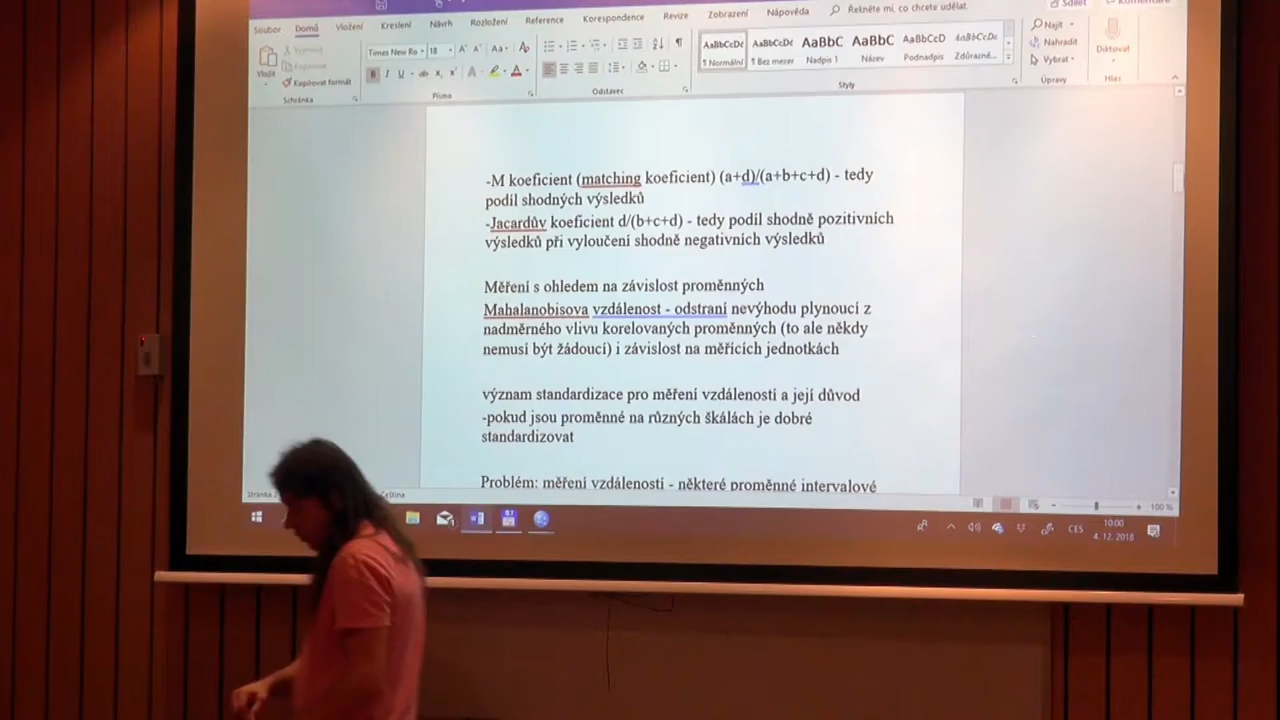 Soubor Domů Vložení Kreslení Návrh Rozložení Reference Korespondence Revize Zobrazení Nápověda Řekněte mi, co chcete udělat.
Vložit
Vyjmout
Kopírovat
Kopírovat formát
Schránka
Times New Ro 18
Písmo
Odstavec
AaBbCcDc AaBbCcDc AaBbC AaBbC AaBbCcD AaBbCcDc
¶ Normální ¶ Bez mezer Nadpis 1 Název Podnadpis Zdůrazně...
Styly
Najít
Nahradit
Vybrat
Úpravy
Diktovat
Hlas
-M koeficient (matching koeficient) (a+d)/(a+b+c+d) - tedy
podíl shodných výsledků
-Jacardův koeficient d/(b+c+d) - tedy podíl shodně pozitivních
výsledků při vyloučení shodně negativních výsledků
Měření s ohledem na závislost proměnných
Mahalanobisova vzdálenost - odstraní nevýhodu plynoucí z
nadměrného vlivu korelovaných proměnných (to ale někdy
nemusí být žádoucí) i závislost na měřicích jednotkách
význam standardizace pro měření vzdáleností a její důvod
-pokud jsou proměnné na různých škálách je dobré
standardizovat
Problém: měření vzdáleností - některé proměnné intervalové
Stránka
Čeština
100 %
CES
10:00
4. 12. 2018